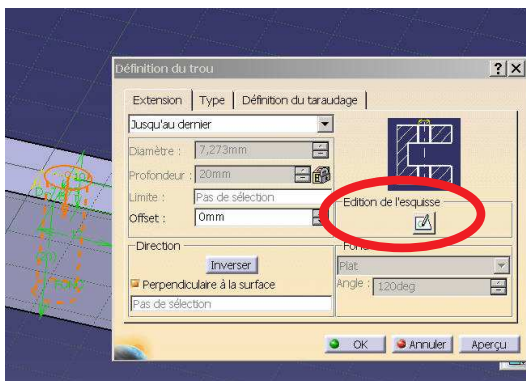 Définition du trou
? X
Extension Type Définition du taraudage
Jusqu'au dernier
Diamètre : 7,273mm
Profondeur : 20mm
Limite : Pas de sélection
Offset : 0mm
Edition de l'esquisse
Direction
Inverser
Perpendiculaire à la surface
Pas de sélection
Fond
Plat
Angle : 120deg
OK Annuler Aperçu